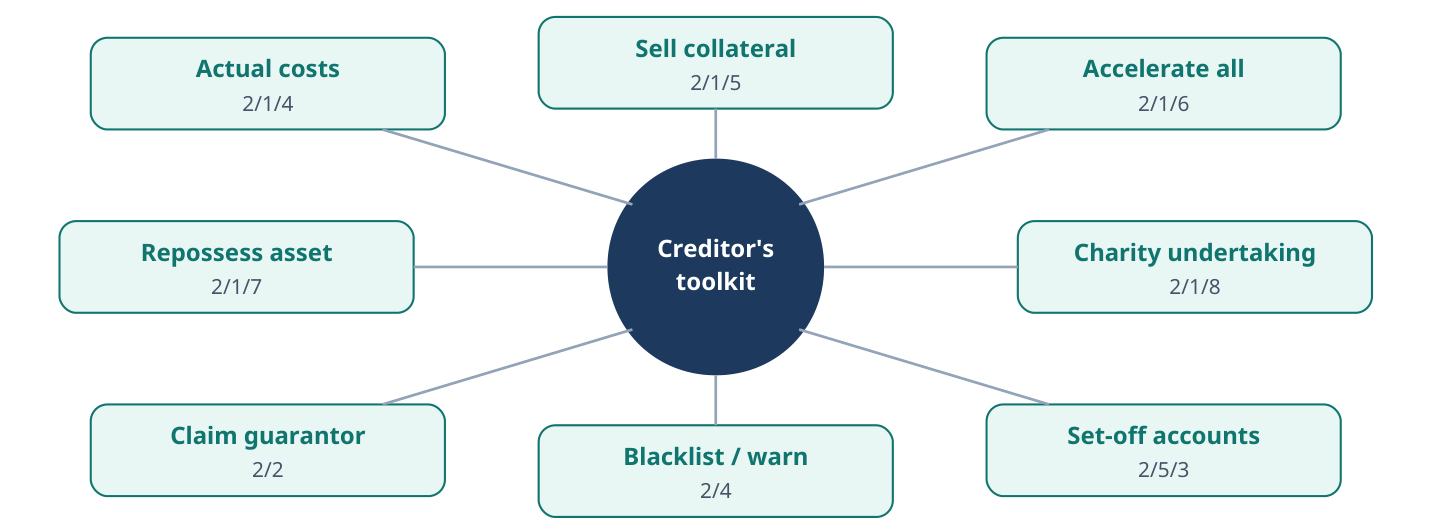 Actual costs
2/1/4
Sell collateral
2/1/5
Accelerate all
2/1/6
Repossess asset
2/1/7
Creditor's
toolkit
Charity undertaking
2/1/8
Claim guarantor
2/2
Blacklist / warn
2/4
Set-off accounts
2/5/3